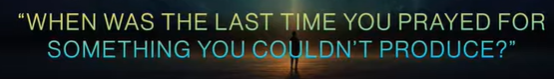 “WHEN WAS THE LAST TIME YOU PRAYED FOR
SOMETHING YOU COULDN’T PRODUCE?”